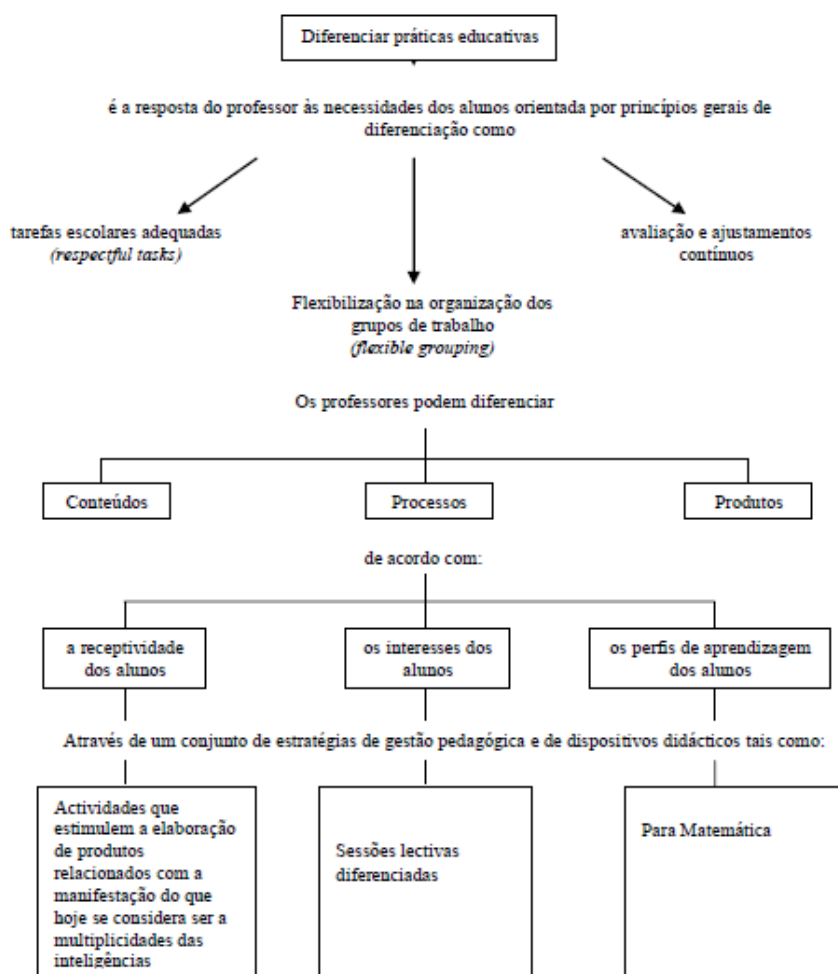 Diferenciar práticas educativas
é a resposta do professor às necessidades dos alunos orientada por princípios gerais de
diferenciação como
tarefas escolares adequadas
(respectful tasks)
avaliação e ajustamentos
contínuos
Flexibilização na organização dos
grupos de trabalho
(flexible grouping)
Os professores podem diferenciar
Conteúdos
Processos
Produtos
de acordo com:
a receptividade
dos alunos
os interesses dos
alunos
os perfis de aprendizagem
dos alunos
Através de um conjunto de estratégias de gestão pedagógica e de dispositivos didácticos tais como:
Actividades que
estimulem a elaboração
de produtos
relacionados com a
manifestação do que
hoje se considera ser a
multiplicidades das
inteligências
Sessões lectivas
diferenciadas
Para Matemática